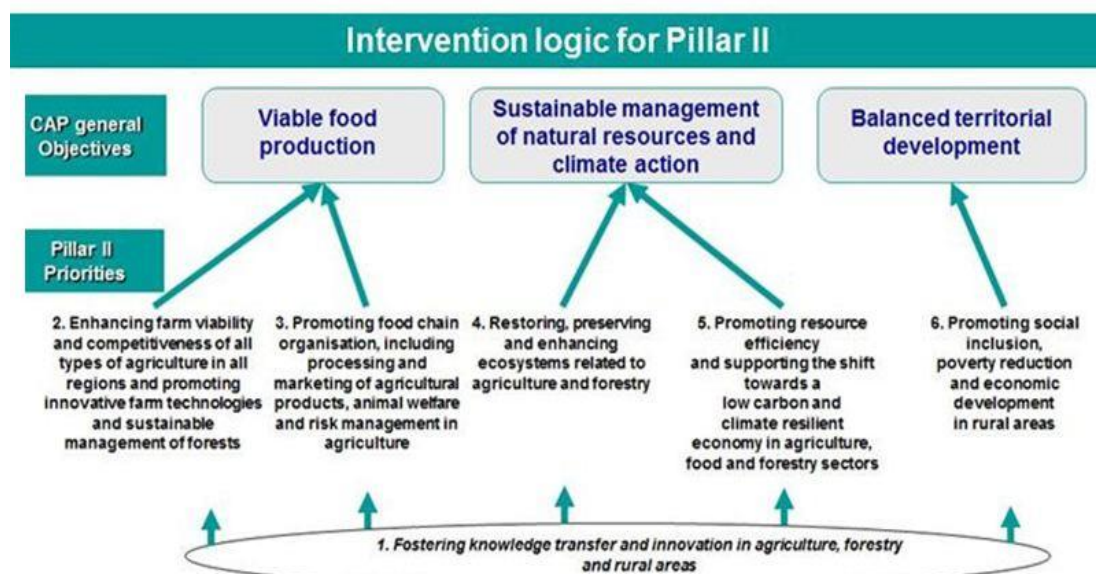 Intervention logic for Pillar II
CAP general
Objectives
Viable food
production
Sustainable management
of natural resources and
climate action
Balanced territorial
development
Pillar II
Priorities
2. Enhancing farm viability
and competitiveness of all
types of agriculture in all
regions and promoting
innovative farm technologies
and sustainable
management of forests
3. Promoting food chain
organisation, including
processing and
marketing of agricultural
products, animal welfare
and risk management in
agriculture
4. Restoring, preserving
and enhancing
ecosystems related to
agriculture and forestry
5. Promoting resource
efficiency
and supporting the shift
towards a
low carbon and
climate resilient
economy in agriculture,
food and forestry sectors
6. Promoting social
inclusion,
poverty reduction
and economic
development
in rural areas
1. Fostering knowledge transfer and innovation in agriculture, forestry
and rural areas